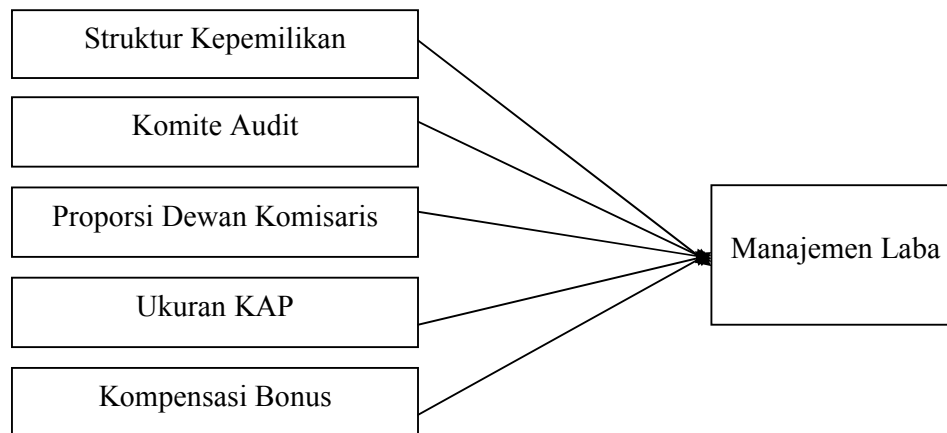 Struktur Kepemilikan
Komite Audit
Proporsi Dewan Komisaris
Ukuran KAP
Kompensasi Bonus
Manajemen Laba